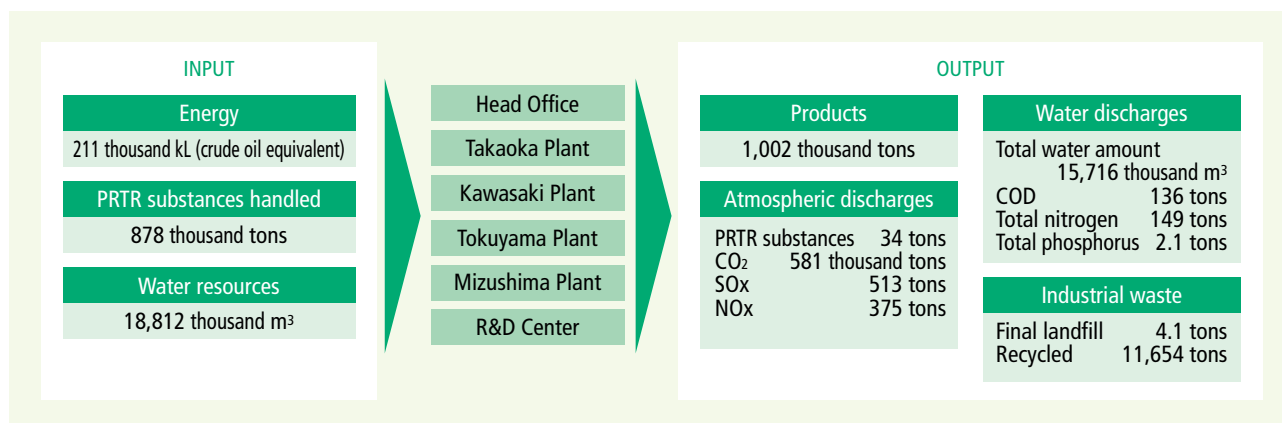 INPUT
Energy
211 thousand kL (crude oil equivalent)
PRTR substances handled
878 thousand tons
Water resources
18,812 thousand m³
Head Office
Takaoka Plant
Kawasaki Plant
Tokuyama Plant
Mizushima Plant
R&D Center
OUTPUT
Products
1,002 thousand tons
Atmospheric discharges
PRTR substances 34 tons
CO₂ 581 thousand tons
SOx 513 tons
NOx 375 tons
Water discharges
Total water amount
15,716 thousand m³
COD 136 tons
Total nitrogen 149 tons
Total phosphorus 2.1 tons
Industrial waste
Final landfill 4.1 tons
Recycled 11,654 tons